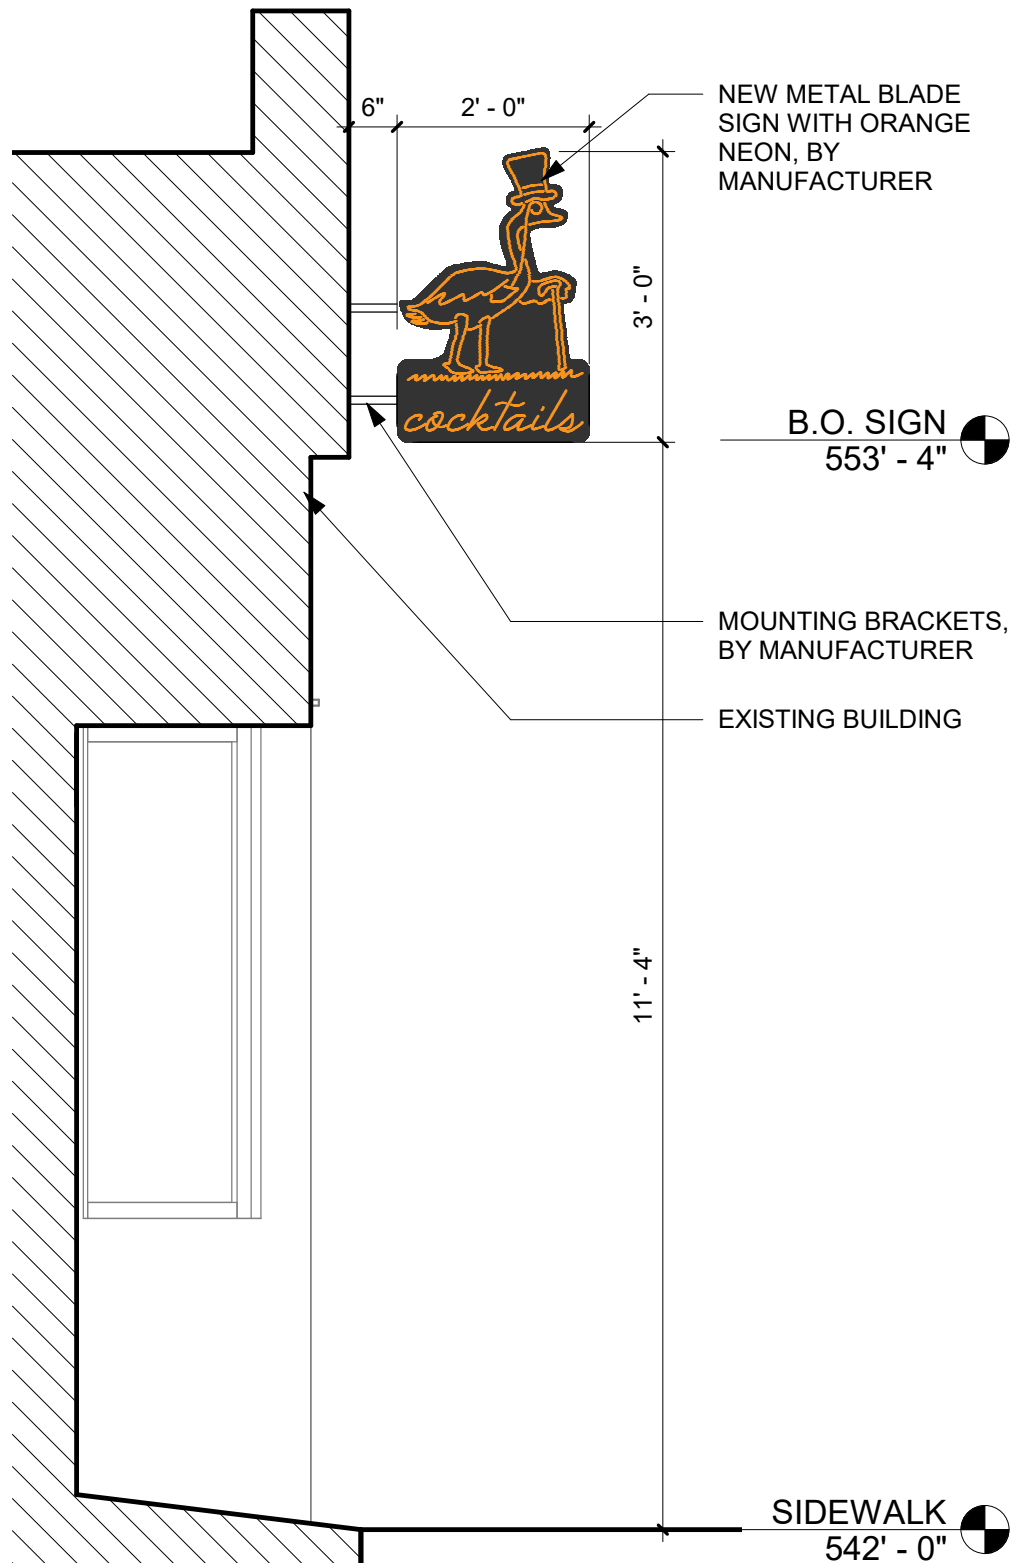 6"
2' - 0"
NEW METAL BLADE
SIGN WITH ORANGE
NEON, BY
MANUFACTURER
3' - 0"
cocktails
B.O. SIGN
553' - 4"
MOUNTING BRACKETS,
BY MANUFACTURER
EXISTING BUILDING
11' - 4"
SIDEWALK
542' - 0"